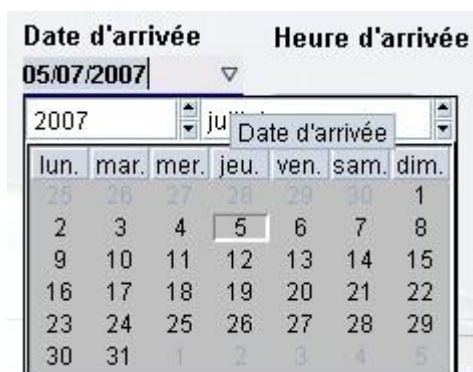 Date d'arrivée Heure d'arrivée
05/07/2007
2007
Date d'arrivée
lun. mar. mer. jeu. ven. sam. dim.
25 26 27 28 29 30 1
2 3 4 5 6 7 8
9 10 11 12 13 14 15
16 17 18 19 20 21 22
23 24 25 26 27 28 29
30 31 1 2 3 4 5